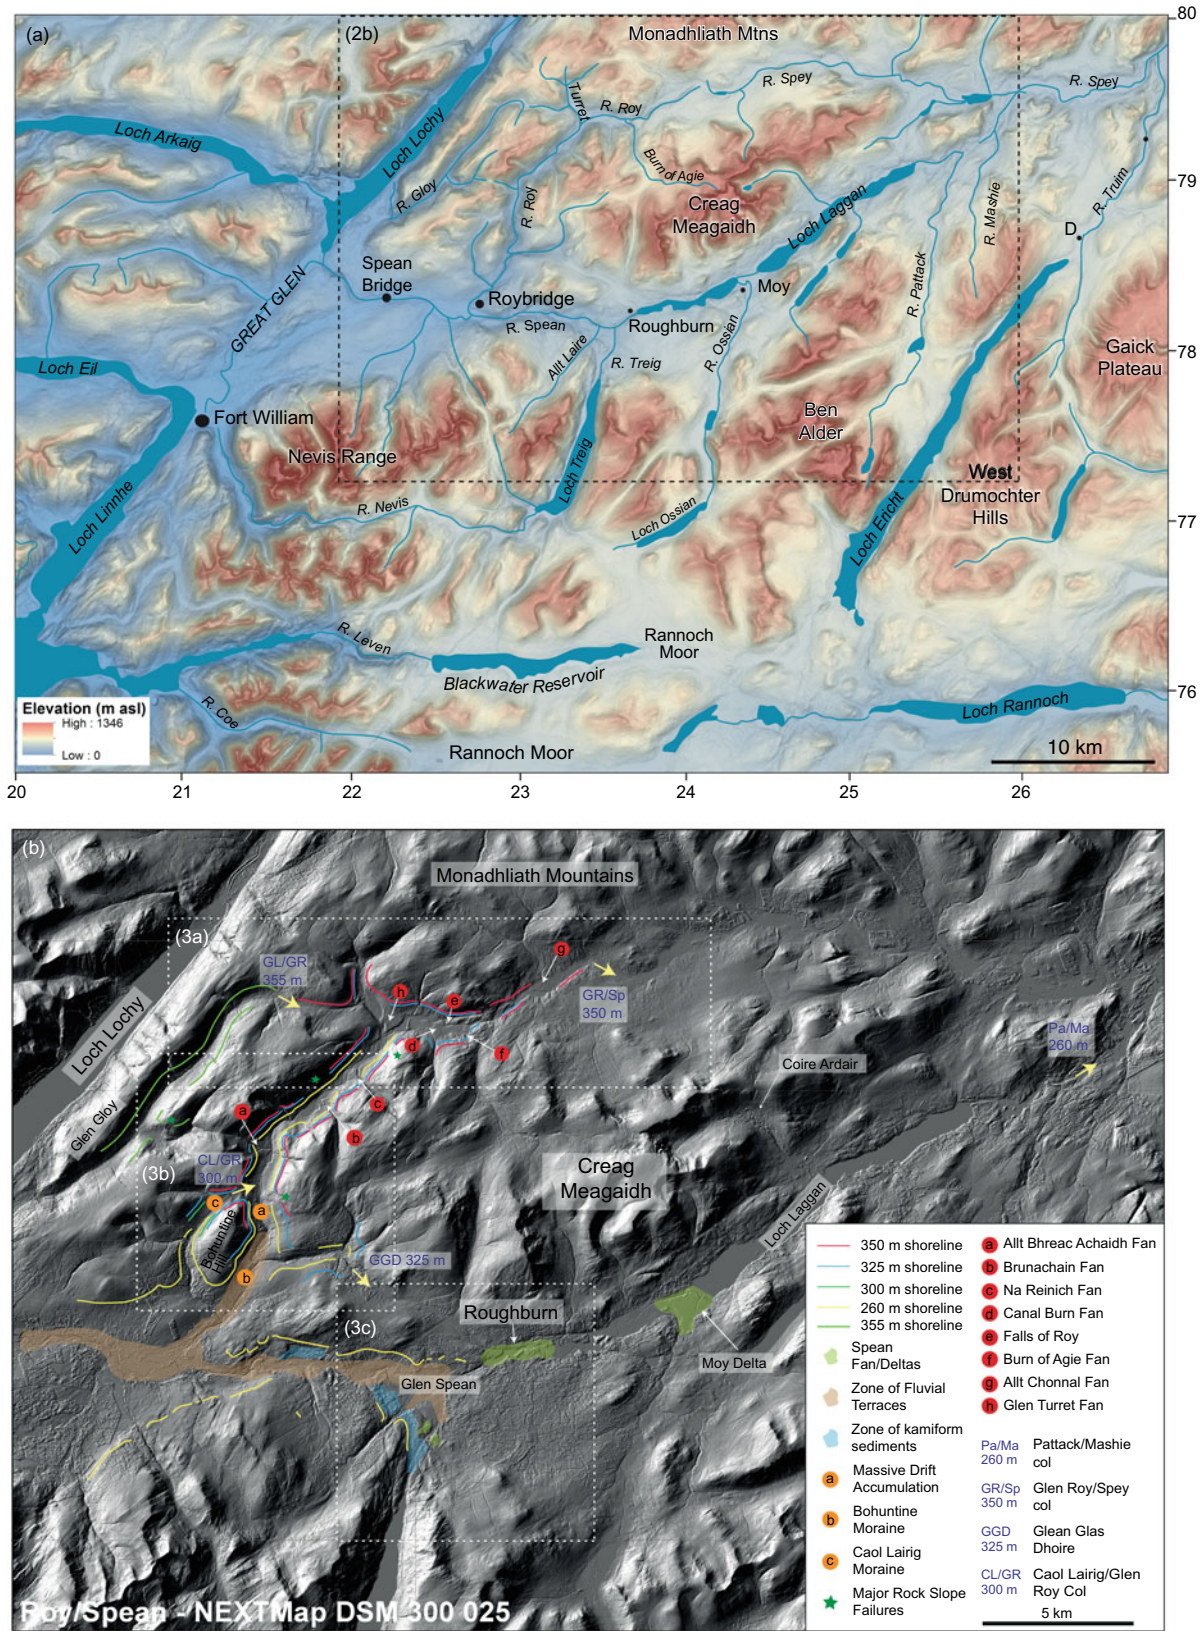 (a)
(2b)
Monadhliath Mtns
80
R. Spey
R. Spey
Turret
R. Roy
Loch Arkaig
Loch Lochy
Burn of Agie
R. Gloy
R. Roy
Creag
Meagaidh
Loch Laggan
R. Mashie
R. Truim
79
D
Spean
Bridge
GREAT GLEN
Roybridge
Moy
R. Pattack
R. Spean
Roughburn
R. Ossian
Allt Laire
R. Treig
78
Loch Eil
Gaick
Plateau
Fort William
Ben
Alder
Nevis Range
Loch Treig
West
Drumochter
Hills
Loch Linnhe
R. Nevis
Loch Ossian
Loch Ericht
77
R. Leven
Rannoch
Moor
Blackwater Reservoir
76
Elevation (m asl)
High : 1346
Low : 0
R. Coe
Loch Rannoch
Rannoch Moor
10 km
20
21
22
23
24
25
26
(b)
Monadhliath Mountains
(3a)
g
GL/GR
355 m
h
e
GR/Sp
350 m
Loch Lochy
d
f
Pa/Ma
260 m
Coire Ardair
Glen Gloy
a
c
b
CL/GR
300 m
(3b)
Creag
Meagaidh
c
a
Bohuntine
Hill
Loch Laggan
GGD 325 m
b
Roughburn
(3c)
Moy Delta
Glen Spean
350 m shoreline
325 m shoreline
300 m shoreline
260 m shoreline
355 m shoreline
Spean
Fan/Deltas
Zone of Fluvial
Terraces
Zone of kamiform
sediments
a Massive Drift
Accumulation
b Bohuntine
Moraine
c Caol Lairig
Moraine
Major Rock Slope
Failures
a Allt Bhreac Achaidh Fan
b Brunachain Fan
c Na Reinich Fan
d Canal Burn Fan
e Falls of Roy
f Burn of Agie Fan
g Allt Chonnal Fan
h Glen Turret Fan
Pa/Ma Pattack/Mashie
260 m col
GR/Sp Glen Roy/Spey
350 m col
GGD Glean Glas
325 m Dhoire
CL/GR Caol Lairig/Glen
300 m Roy Col
5 km
Roy/Spean - NEXTMap DSM 300 025